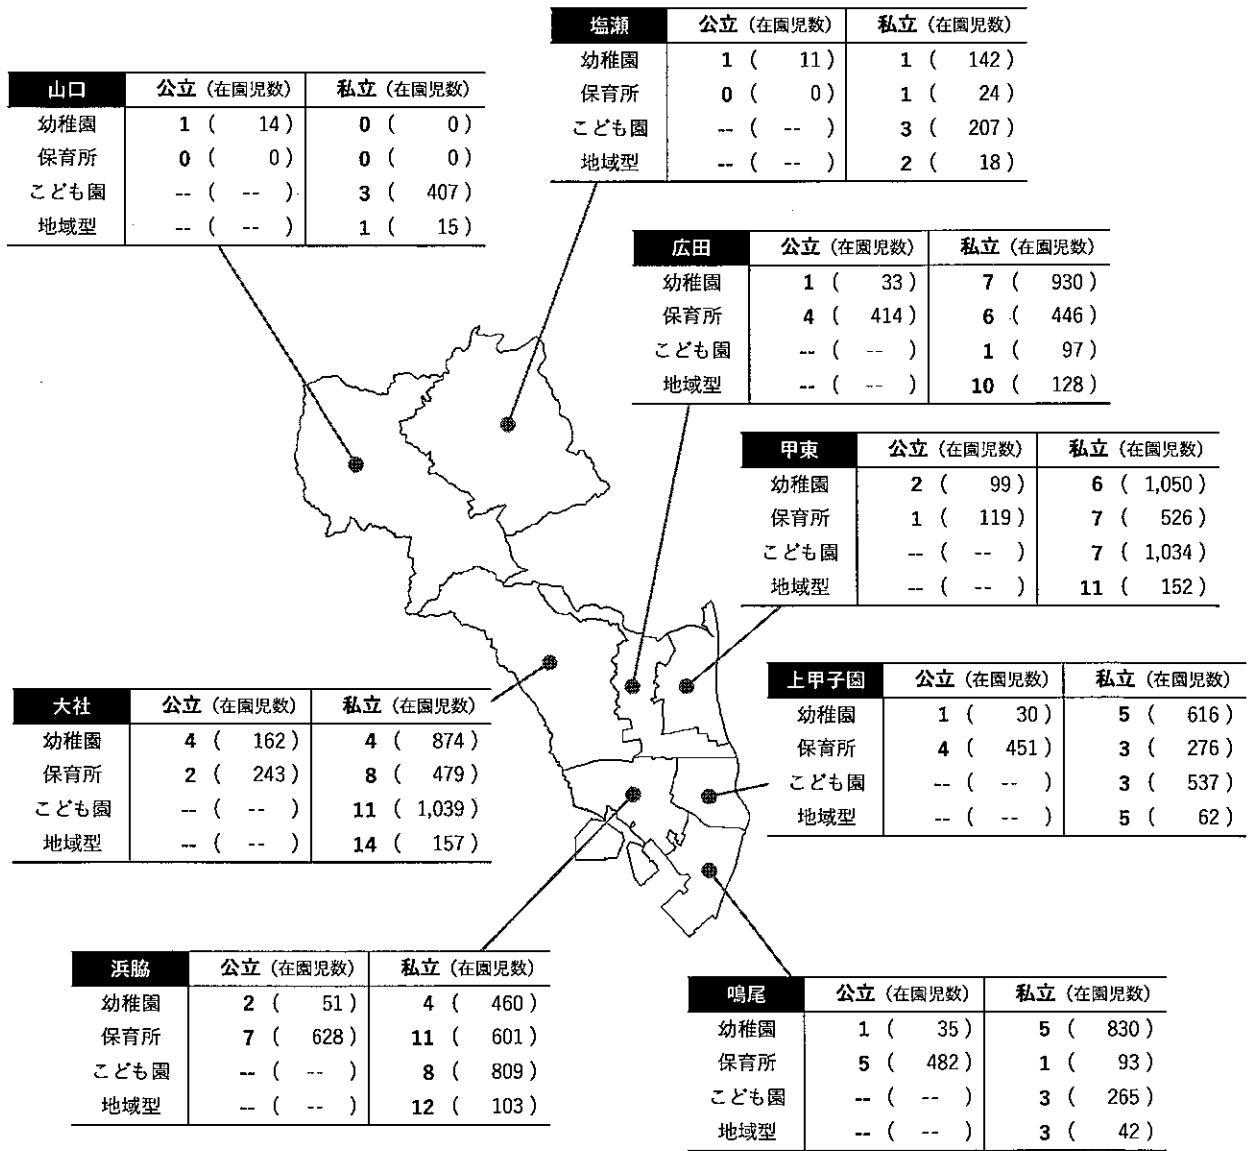 塩瀬 公立（在園児数） 私立（在園児数）
幼稚園 1 ( 11 ) 1 ( 142 )
保育所 0 ( 0 ) 1 ( 24 )
こども園 -- ( -- ) 3 ( 207 )
地域型 -- ( -- ) 2 ( 18 )
山口 公立（在園児数） 私立（在園児数）
幼稚園 1 ( 14 ) 0 ( 0 )
保育所 0 ( 0 ) 0 ( 0 )
こども園 -- ( -- ) 3 ( 407 )
地域型 -- ( -- ) 1 ( 15 )
広田 公立（在園児数） 私立（在園児数）
幼稚園 1 ( 33 ) 7 ( 930 )
保育所 4 ( 414 ) 6 ( 446 )
こども園 -- ( -- ) 1 ( 97 )
地域型 -- ( -- ) 10 ( 128 )
甲東 公立（在園児数） 私立（在園児数）
幼稚園 2 ( 99 ) 6 ( 1,050 )
保育所 1 ( 119 ) 7 ( 526 )
こども園 -- ( -- ) 7 ( 1,034 )
地域型 -- ( -- ) 11 ( 152 )
上甲子園 公立（在園児数） 私立（在園児数）
幼稚園 1 ( 30 ) 5 ( 616 )
保育所 4 ( 451 ) 3 ( 276 )
こども園 -- ( -- ) 3 ( 537 )
地域型 -- ( -- ) 5 ( 62 )
大社 公立（在園児数） 私立（在園児数）
幼稚園 4 ( 162 ) 4 ( 874 )
保育所 2 ( 243 ) 8 ( 479 )
こども園 -- ( -- ) 11 ( 1,039 )
地域型 -- ( -- ) 14 ( 157 )
浜脇 公立（在園児数） 私立（在園児数）
幼稚園 2 ( 51 ) 4 ( 460 )
保育所 7 ( 628 ) 11 ( 601 )
こども園 -- ( -- ) 8 ( 809 )
地域型 -- ( -- ) 12 ( 103 )
鳴尾 公立（在園児数） 私立（在園児数）
幼稚園 1 ( 35 ) 5 ( 830 )
保育所 5 ( 482 ) 1 ( 93 )
こども園 -- ( -- ) 3 ( 265 )
地域型 -- ( -- ) 3 ( 42 )